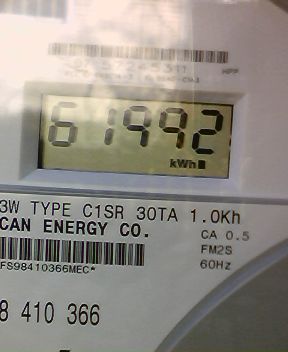 61992
kWh
3W TYPE C1SR 30TA 1.0Kh
CAN ENERGY CO.
CA 0.5
FM2S
60Hz
FS98410366MEC*
8 410 366